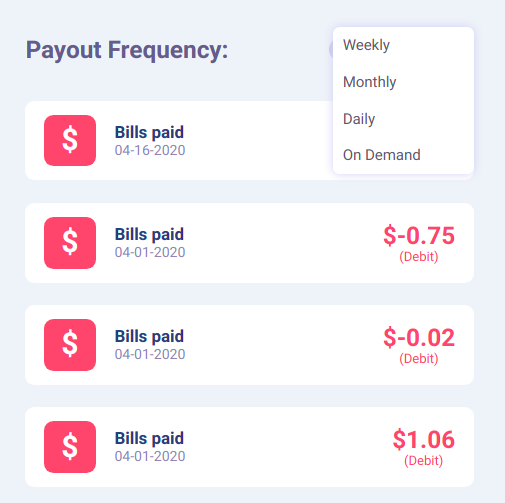 Payout Frequency:
Weekly
Monthly
Daily
On Demand
$
Bills paid
04-16-2020
$
Bills paid
04-01-2020
$-0.75
(Debit)
$
Bills paid
04-01-2020
$-0.02
(Debit)
$
Bills paid
04-01-2020
$1.06
(Debit)